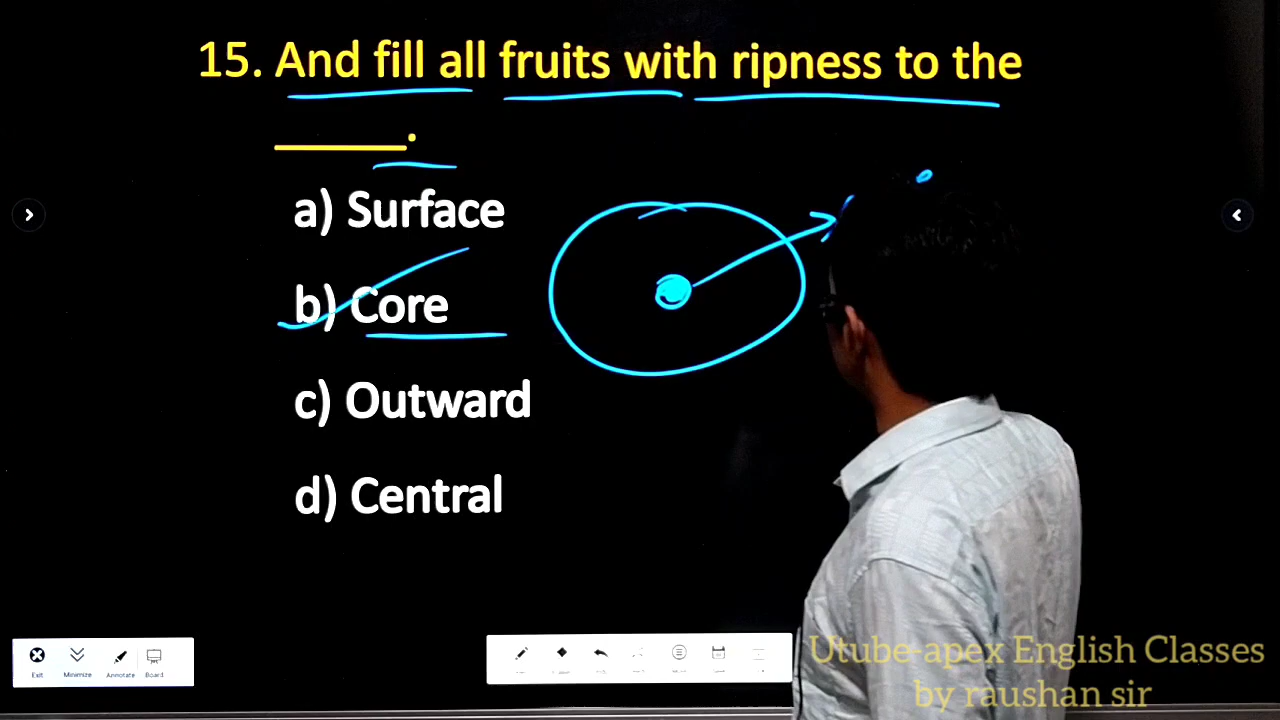 15. And fill all fruits with ripness to the
______.
a) Surface
b) Core
c) Outward
d) Central
Exit
Minimize
Annotate
Board
Utube-apex English Classes
by raushan sir